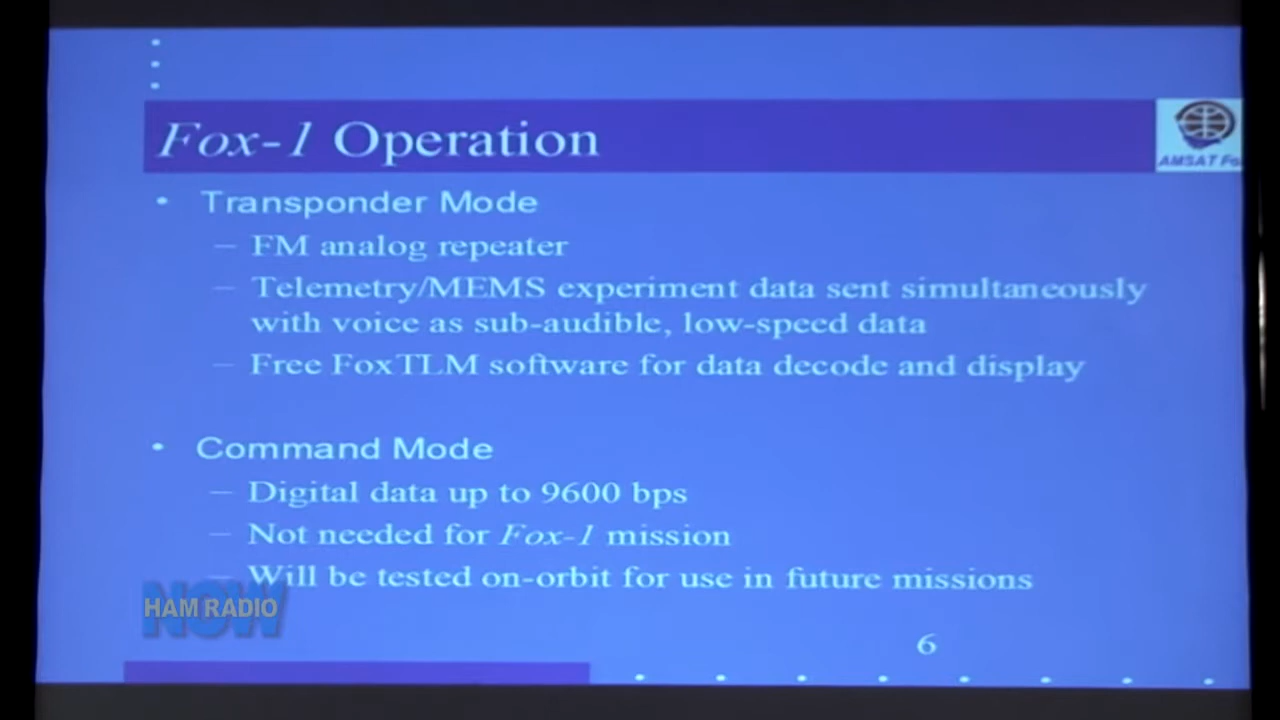 Fox-1 Operation
AMSAT Fo
• Transponder Mode
– FM analog repeater
– Telemetry/MEMS experiment data sent simultaneously
with voice as sub-audible, low-speed data
– Free FoxTLM software for data decode and display
• Command Mode
– Digital data up to 9600 bps
– Not needed for Fox-1 mission
– Will be tested on-orbit for use in future missions
HAM RADIO
NOW
6